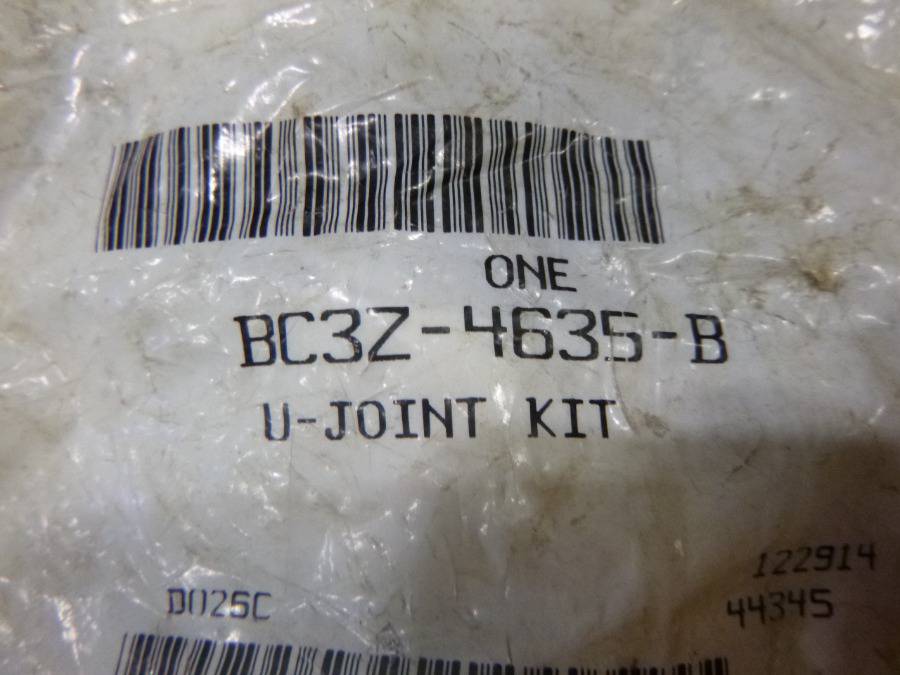 ONE
BC3Z-4635-B
U-JOINT KIT
122914
D026C 44345